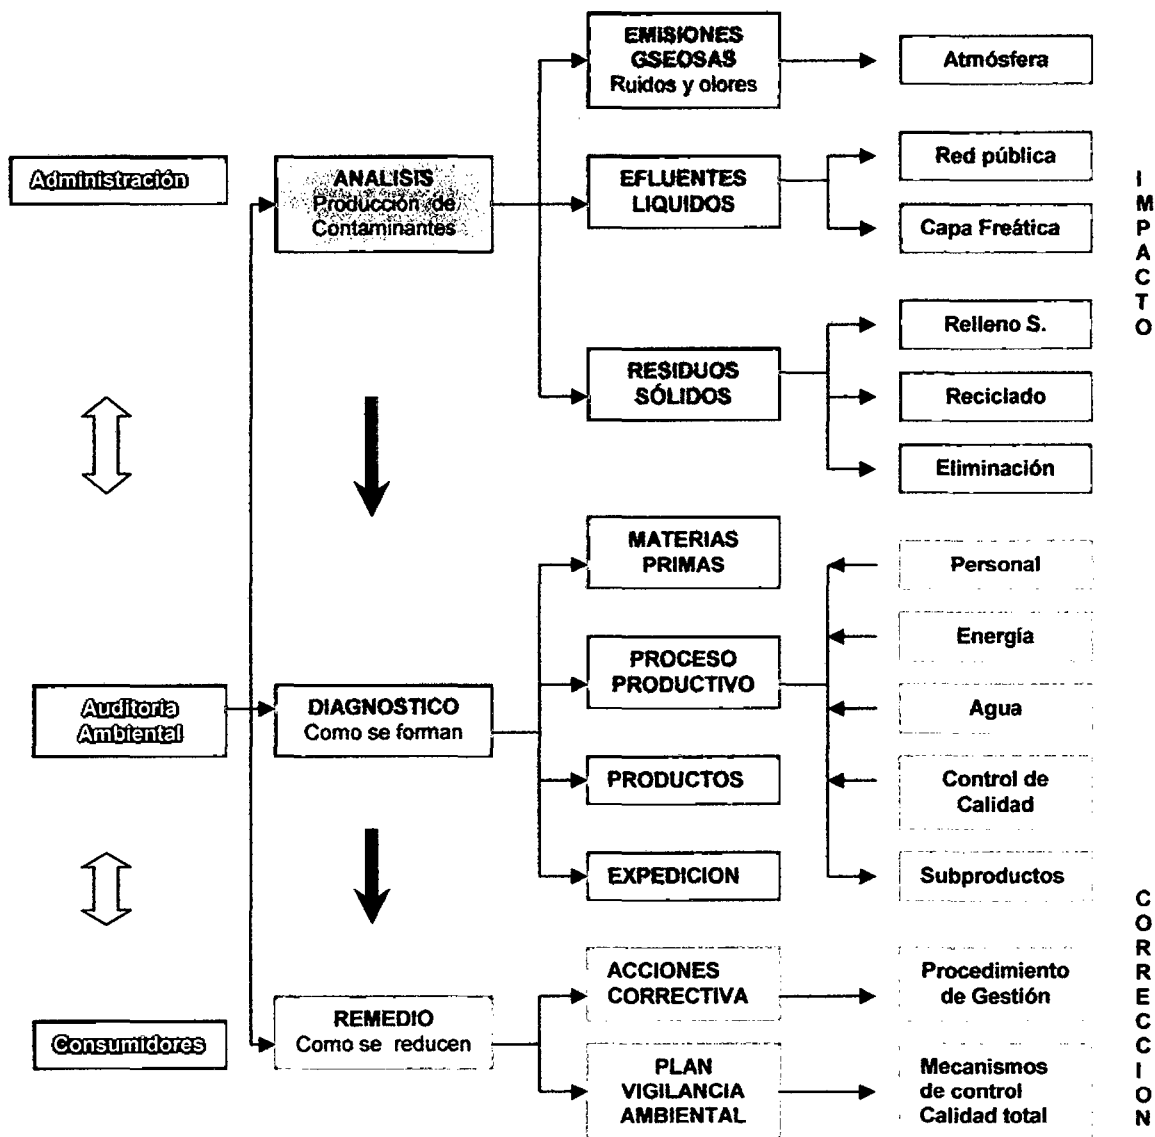 EMISIONES
GSEOSAS
Ruidos y olores
Atmósfera
Administración
ANALISIS
Producción de
Contaminantes
EFLUENTES
LIQUIDOS
Red pública
Capa Freática
IMPACTO
RESIDUOS
SÓLIDOS
Relleno S.
Reciclado
Eliminación
MATERIAS
PRIMAS
Personal
Energía
PROCESO
PRODUCTIVO
Auditoria
Ambiental
DIAGNOSTICO
Como se forman
Agua
PRODUCTOS
Control de
Calidad
EXPEDICION
Subproductos
CORRECCION
ACCIONES
CORRECTIVA
Procedimiento
de Gestión
Consumidores
REMEDIO
Como se reducen
PLAN
VIGILANCIA
AMBIENTAL
Mecanismos
de control
Calidad total